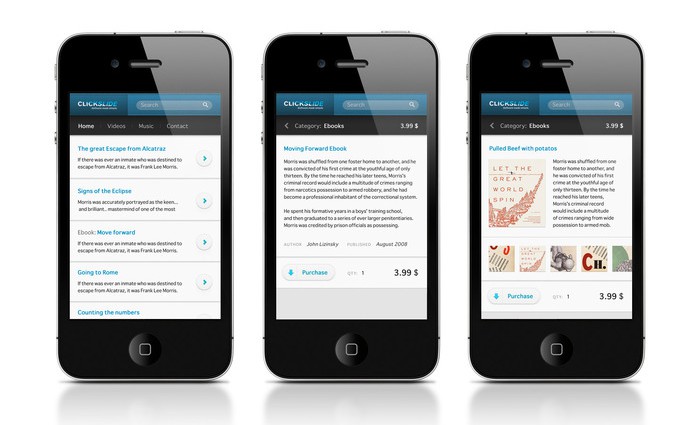 CLICKSLIDE
Search
Home Videos Music Contact
The great Escape from Alcatraz
If there was ever an inmate who was destined to
escape from Alcatraz, it was Frank Lee Morris.
Signs of the Eclipse
Morris was accurately portrayed as the keen...
and brilliant.. mastermind of one of the most
Ebook: Move forward
If there was ever an inmate who was destined to
escape from Alcatraz, it was Frank Lee Morris.
Going to Rome
If there was ever an inmate who was destined to
escape from Alcatraz, it was Frank Lee Morris.
Counting the numbers
CLICKSLIDE
Search
Category: Ebooks 3.99 $
Moving Forward Ebook
Morris was shuffled from one foster home to another, and he
was convicted of his first crime at the youthful age of only
thirteen. By the time he reached his later teens, Morris's
criminal record would include a multitude of crimes ranging
from narcotics possession to armed robbery, and he had
become a professional inhabitant of the correctional system.
He spent his formative years in a boys' training school,
and then graduated to a series of ever larger penitentiaries.
Morris was credited by prison officials as possessing.
AUTHOR John Lizinsky PUBLISHED August 2008
Purchase QTY: 1 3.99 $
CLICKSLIDE
Search
Category: Ebooks 3.99 $
Pulled Beef with potatos
LET THE
GREAT
WORLD
SPIN
Morris was shuffled from one
foster home to another, and
he was convicted of his first
crime at the youthful age of
only thirteen. By the time he
reached his later teens,
Morris's criminal record
would include a multitude
of crimes ranging from wide
admission to prison mob.
Purchase QTY: 1 3.99 $